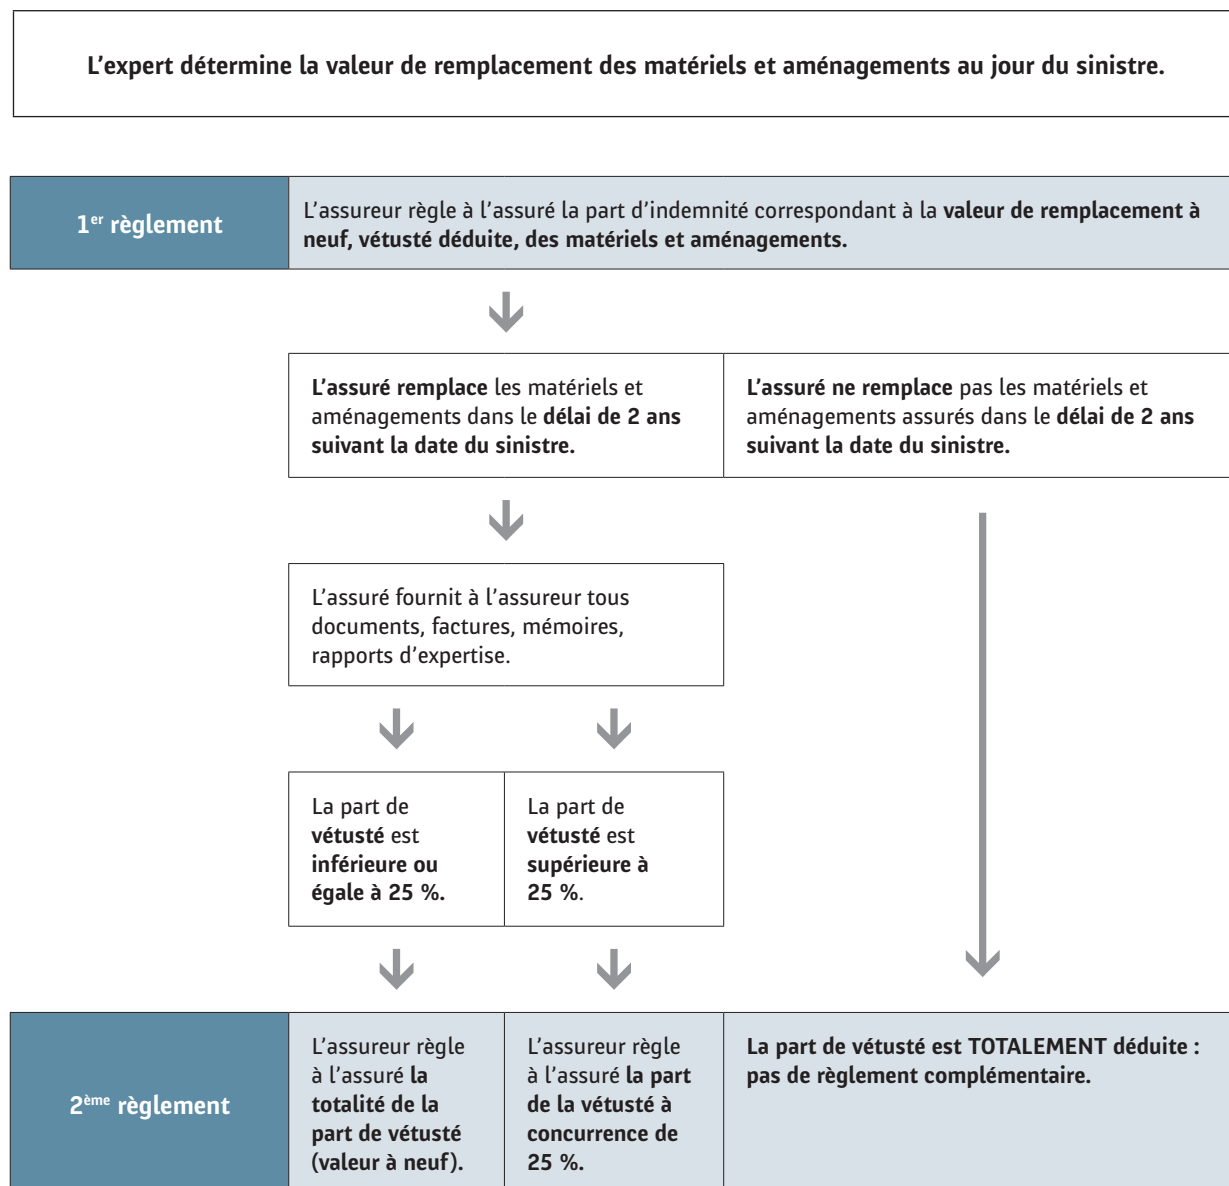 L’expert détermine la valeur de remplacement des matériels et aménagements au jour du sinistre.
1er règlement
L’assureur règle à l’assuré la part d’indemnité correspondant à la valeur de remplacement à
neuf, vétusté déduite, des matériels et aménagements.
L’assuré remplace les matériels et
aménagements dans le délai de 2 ans
suivant la date du sinistre.
L’assuré ne remplace pas les matériels et
aménagements assurés dans le délai de 2 ans
suivant la date du sinistre.
L’assuré fournit à l’assureur tous
documents, factures, mémoires,
rapports d’expertise.
La part de
vétusté est
inférieure ou
égale à 25 %.
La part de
vétusté est
supérieure à
25 %.
2ème règlement
L’assureur règle
à l’assuré la
totalité de la
part de vétusté
(valeur à neuf).
L’assureur règle
à l’assuré la part
de la vétusté à
concurrence de
25 %.
La part de vétusté est TOTALEMENT déduite :
pas de règlement complémentaire.